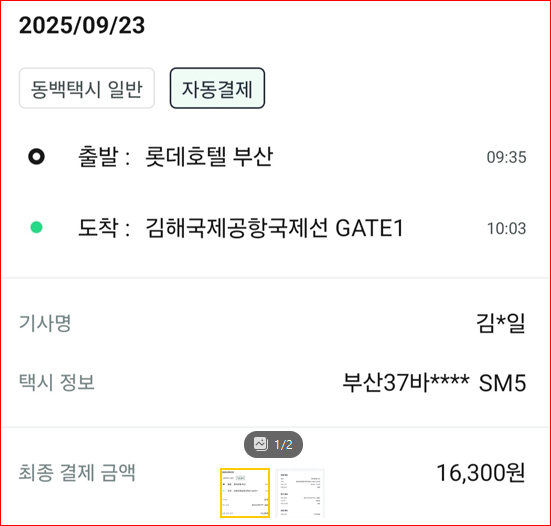 2025/09/23
동백택시 일반 자동결제
출발 : 롯데호텔 부산 09:35
도착 : 김해국제공항국제선 GATE1 10:03
기사명 김*일
택시 정보 부산37바**** SM5
1/2
최종 결제 금액 16,300원